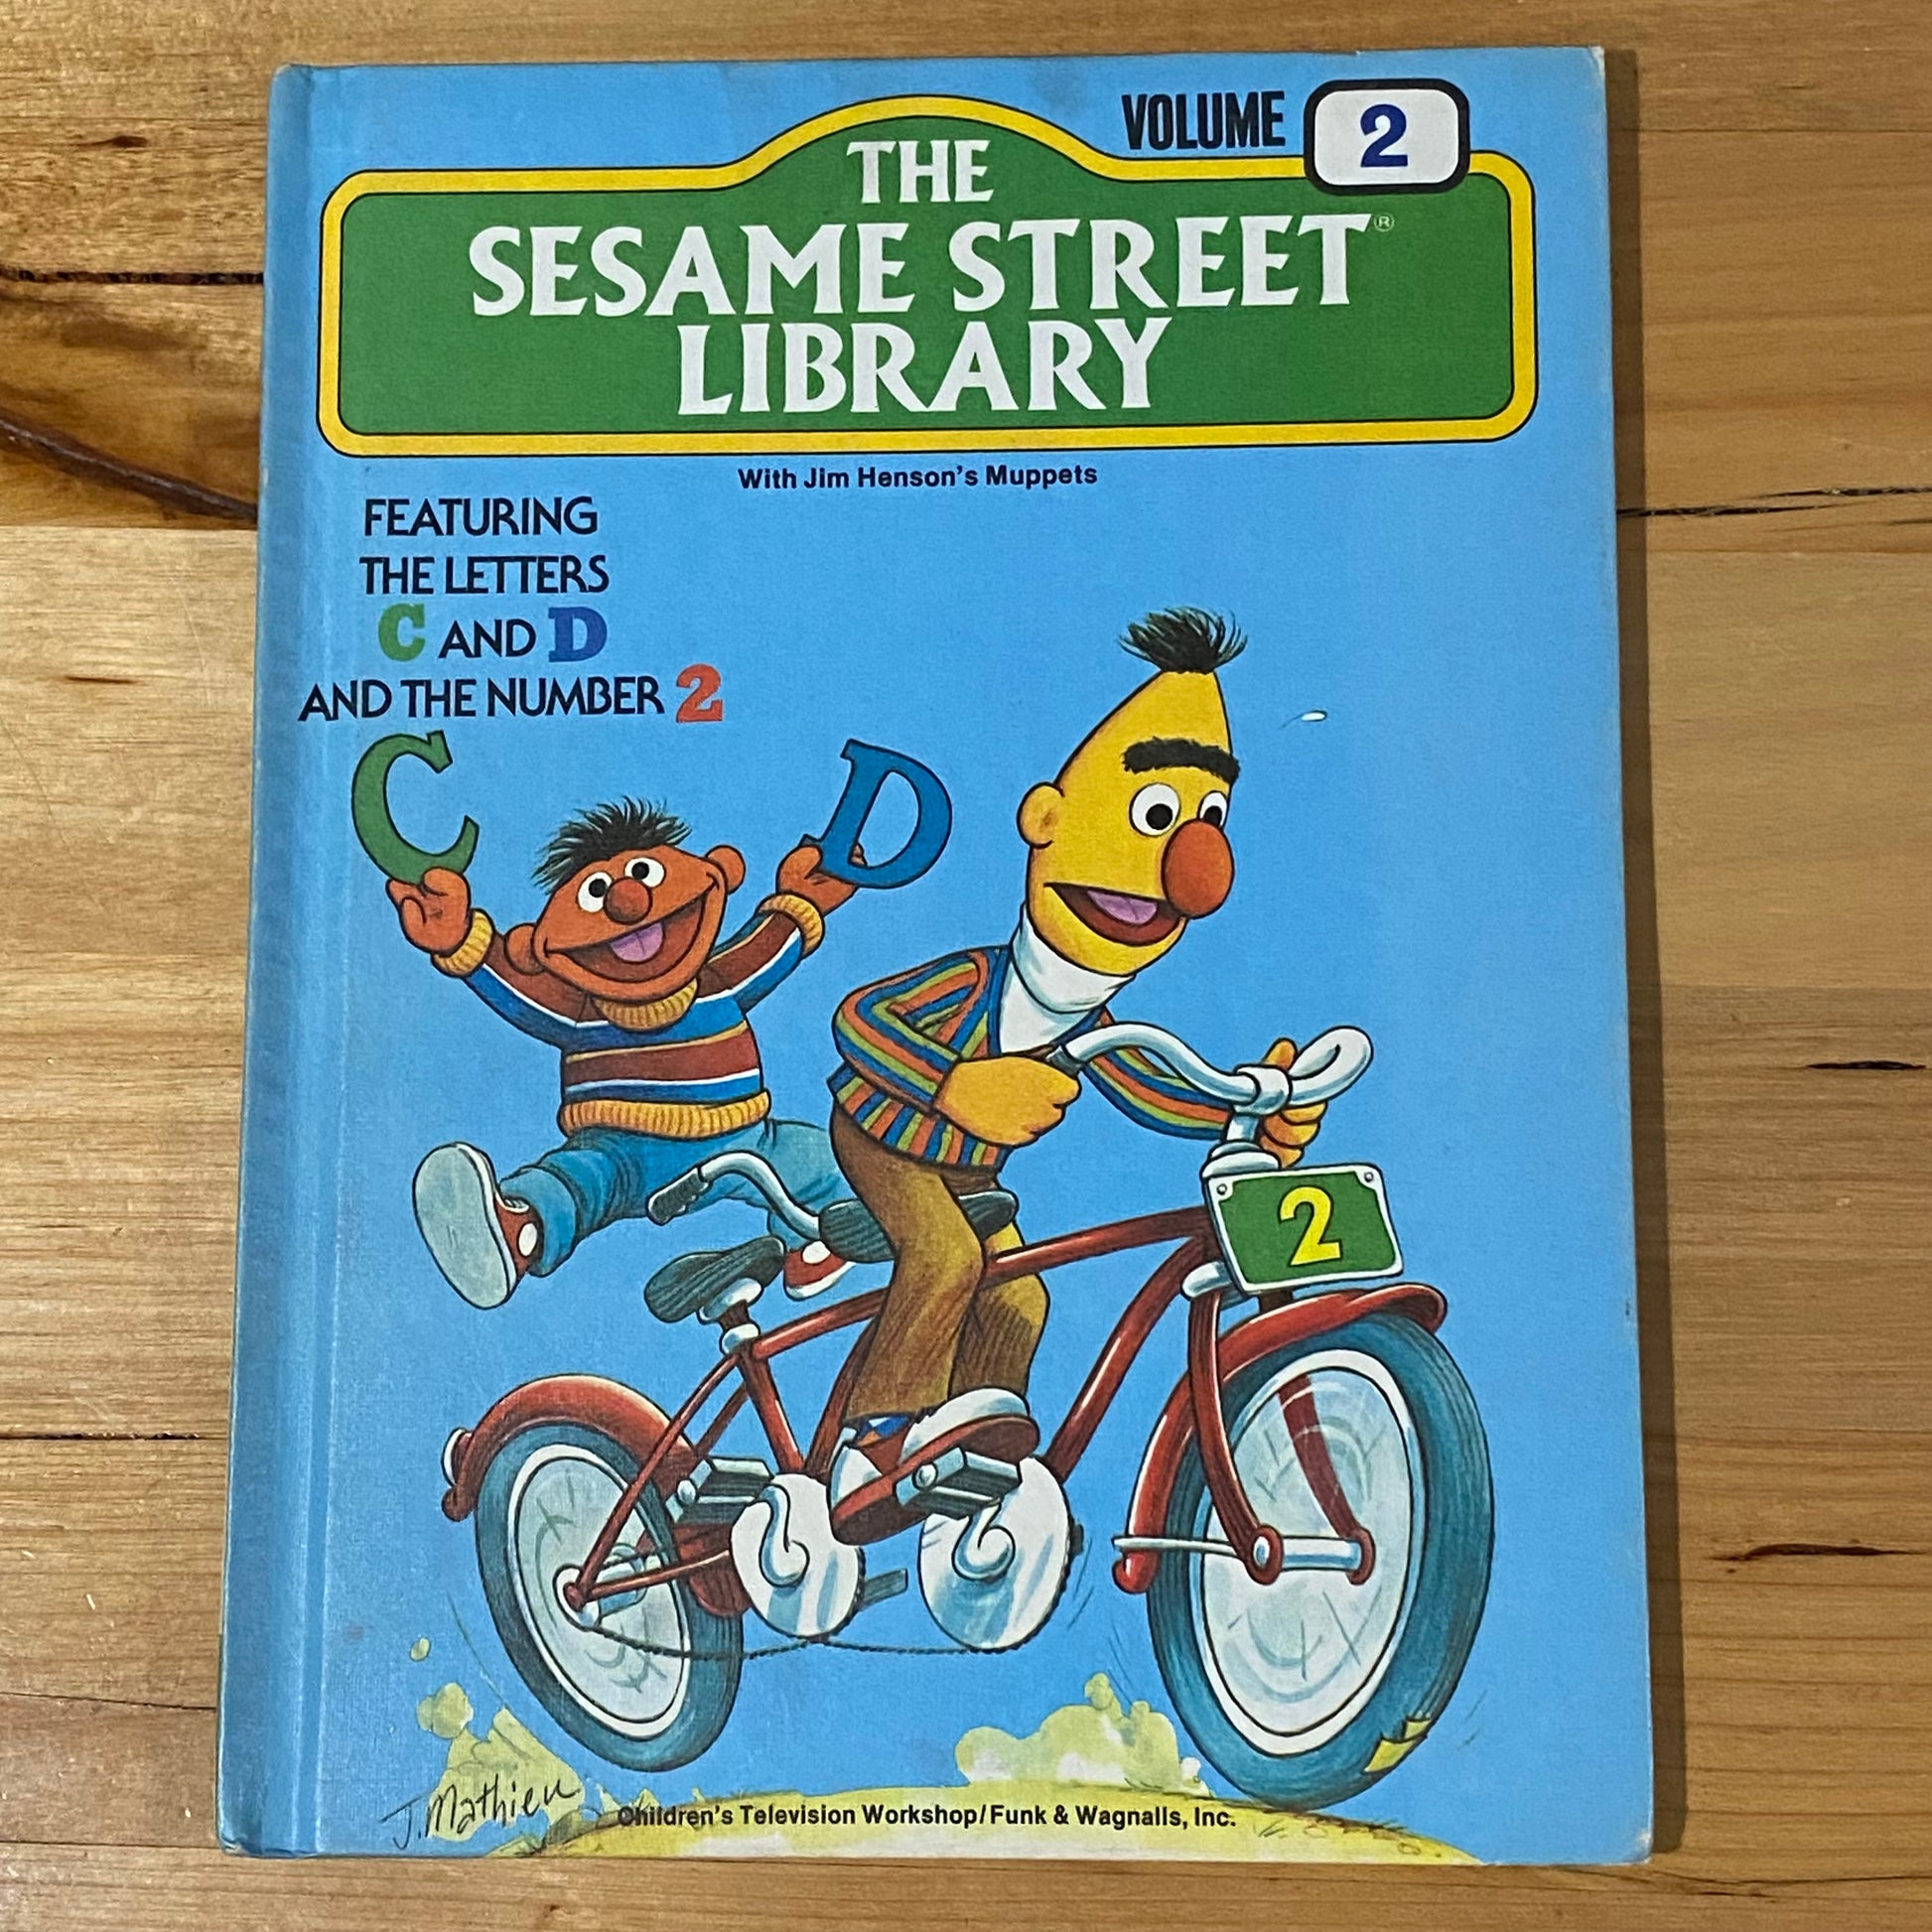 VOLUME 2
THE
SESAME STREET®
LIBRARY
With Jim Henson's Muppets
FEATURING
THE LETTERS
C AND D
AND THE NUMBER 2
C
D
2
J. Mathieu
Children's Television Workshop/Funk & Wagnalls, Inc.